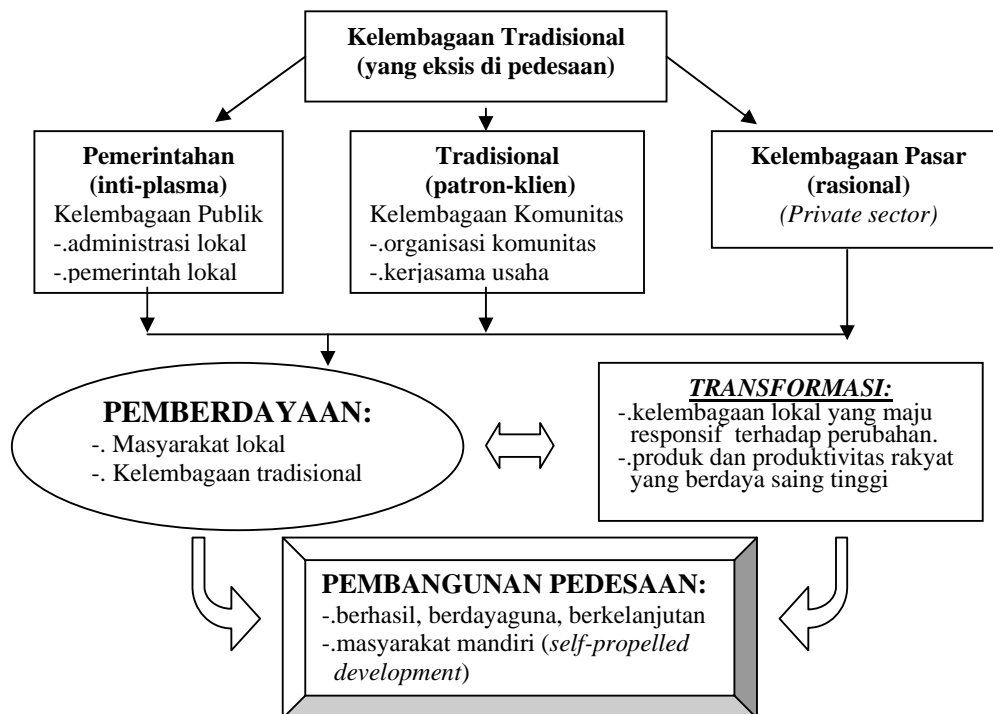 Kelembagaan Tradisional
(yang eksis di pedesaan)
Pemerintahan
(inti-plasma)
Kelembagaan Publik
-.administrasi lokal
-.pemerintah lokal
Tradisional
(patron-klien)
Kelembagaan Komunitas
-.organisasi komunitas
-.kerjasama usaha
Kelembagaan Pasar
(rasional)
(Private sector)
PEMBERDAYAAN:
-. Masyarakat lokal
-. Kelembagaan tradisional
TRANSFORMASI:
-.kelembagaan lokal yang maju
responsif terhadap perubahan.
-.produk dan produktivitas rakyat
yang berdaya saing tinggi
PEMBANGUNAN PEDESAAN:
-.berhasil, berdayaguna, berkelanjutan
-.masyarakat mandiri (self-propelled
development)